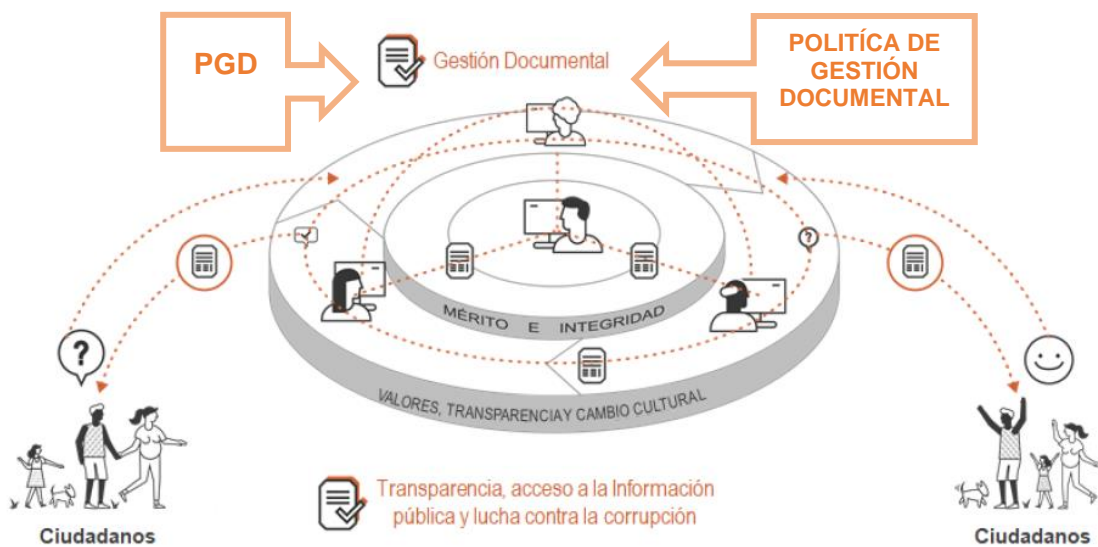 PGD
Gestión Documental
POLITÍCA DE
GESTIÓN
DOCUMENTAL
?
MÉRITO E INTEGRIDAD
VALORES, TRANSPARENCIA Y CAMBIO CULTURAL
?
Transparencia, acceso a la Información
pública y lucha contra la corrupción
Ciudadanos
Ciudadanos